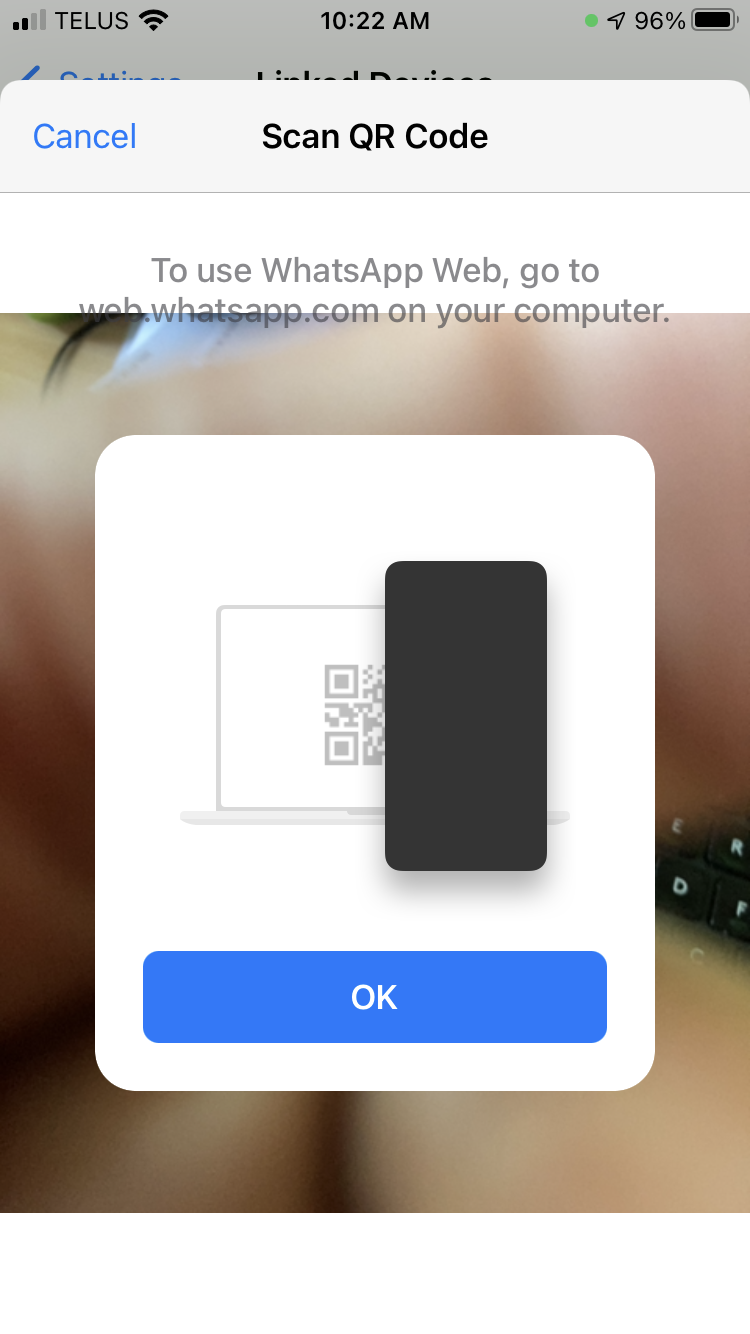 TELUS 10:22 AM 96%
Settings Linked Devices
Cancel Scan QR Code
To use WhatsApp Web, go to
web.whatsapp.com on your computer.
E
R
D
F
C
OK